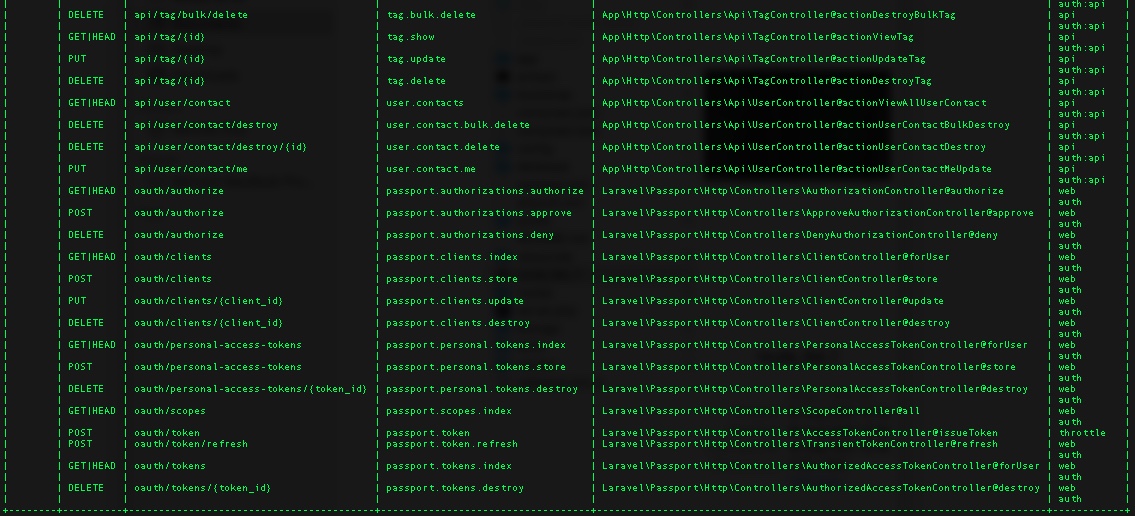 auth:api
| | DELETE | api/tag/bulk/delete | tag.bulk.delete | App\Http\Controllers\Api\TagController@actionDestroyBulkTag | api |
auth:api
| | GET|HEAD | api/tag/{id} | tag.show | App\Http\Controllers\Api\TagController@actionViewTag | api |
auth:api
| | PUT | api/tag/{id} | tag.update | App\Http\Controllers\Api\TagController@actionUpdateTag | api |
auth:api
| | DELETE | api/tag/{id} | tag.delete | App\Http\Controllers\Api\TagController@actionDestroyTag | api |
auth:api
| | GET|HEAD | api/user/contact | user.contacts | App\Http\Controllers\Api\UserController@actionViewAllUserContact | api |
auth:api
| | DELETE | api/user/contact/destroy | user.contact.bulk.delete | App\Http\Controllers\Api\UserController@actionUserContactBulkDestroy | api |
auth:api
| | DELETE | api/user/contact/destroy/{id} | user.contact.delete | App\Http\Controllers\Api\UserController@actionUserContactDestroy | api |
auth:api
| | PUT | api/user/contact/me | user.contact.me | App\Http\Controllers\Api\UserController@actionUserContactMeUpdate | api |
auth:api
| | GET|HEAD | oauth/authorize | passport.authorizations.authorize | Laravel\Passport\Http\Controllers\AuthorizationController@authorize | web |
auth
| | POST | oauth/authorize | passport.authorizations.approve | Laravel\Passport\Http\Controllers\ApproveAuthorizationController@approve | web |
auth
| | DELETE | oauth/authorize | passport.authorizations.deny | Laravel\Passport\Http\Controllers\DenyAuthorizationController@deny | web |
auth
| | GET|HEAD | oauth/clients | passport.clients.index | Laravel\Passport\Http\Controllers\ClientController@forUser | web |
auth
| | POST | oauth/clients | passport.clients.store | Laravel\Passport\Http\Controllers\ClientController@store | web |
auth
| | PUT | oauth/clients/{client_id} | passport.clients.update | Laravel\Passport\Http\Controllers\ClientController@update | web |
auth
| | DELETE | oauth/clients/{client_id} | passport.clients.destroy | Laravel\Passport\Http\Controllers\ClientController@destroy | web |
auth
| | GET|HEAD | oauth/personal-access-tokens | passport.personal.tokens.index | Laravel\Passport\Http\Controllers\PersonalAccessTokenController@forUser | web |
auth
| | POST | oauth/personal-access-tokens | passport.personal.tokens.store | Laravel\Passport\Http\Controllers\PersonalAccessTokenController@store | web |
auth
| | DELETE | oauth/personal-access-tokens/{token_id} | passport.personal.tokens.destroy | Laravel\Passport\Http\Controllers\PersonalAccessTokenController@destroy | web |
auth
| | GET|HEAD | oauth/scopes | passport.scopes.index | Laravel\Passport\Http\Controllers\ScopeController@all | web |
auth
| | POST | oauth/token | passport.token | Laravel\Passport\Http\Controllers\AccessTokenController@issueToken | throttle |
| | POST | oauth/token/refresh | passport.token.refresh | Laravel\Passport\Http\Controllers\TransientTokenController@refresh | web |
auth
| | GET|HEAD | oauth/tokens | passport.tokens.index | Laravel\Passport\Http\Controllers\AuthorizedAccessTokenController@forUser | web |
auth
| | DELETE | oauth/tokens/{token_id} | passport.tokens.destroy | Laravel\Passport\Http\Controllers\AuthorizedAccessTokenController@destroy | web |
auth